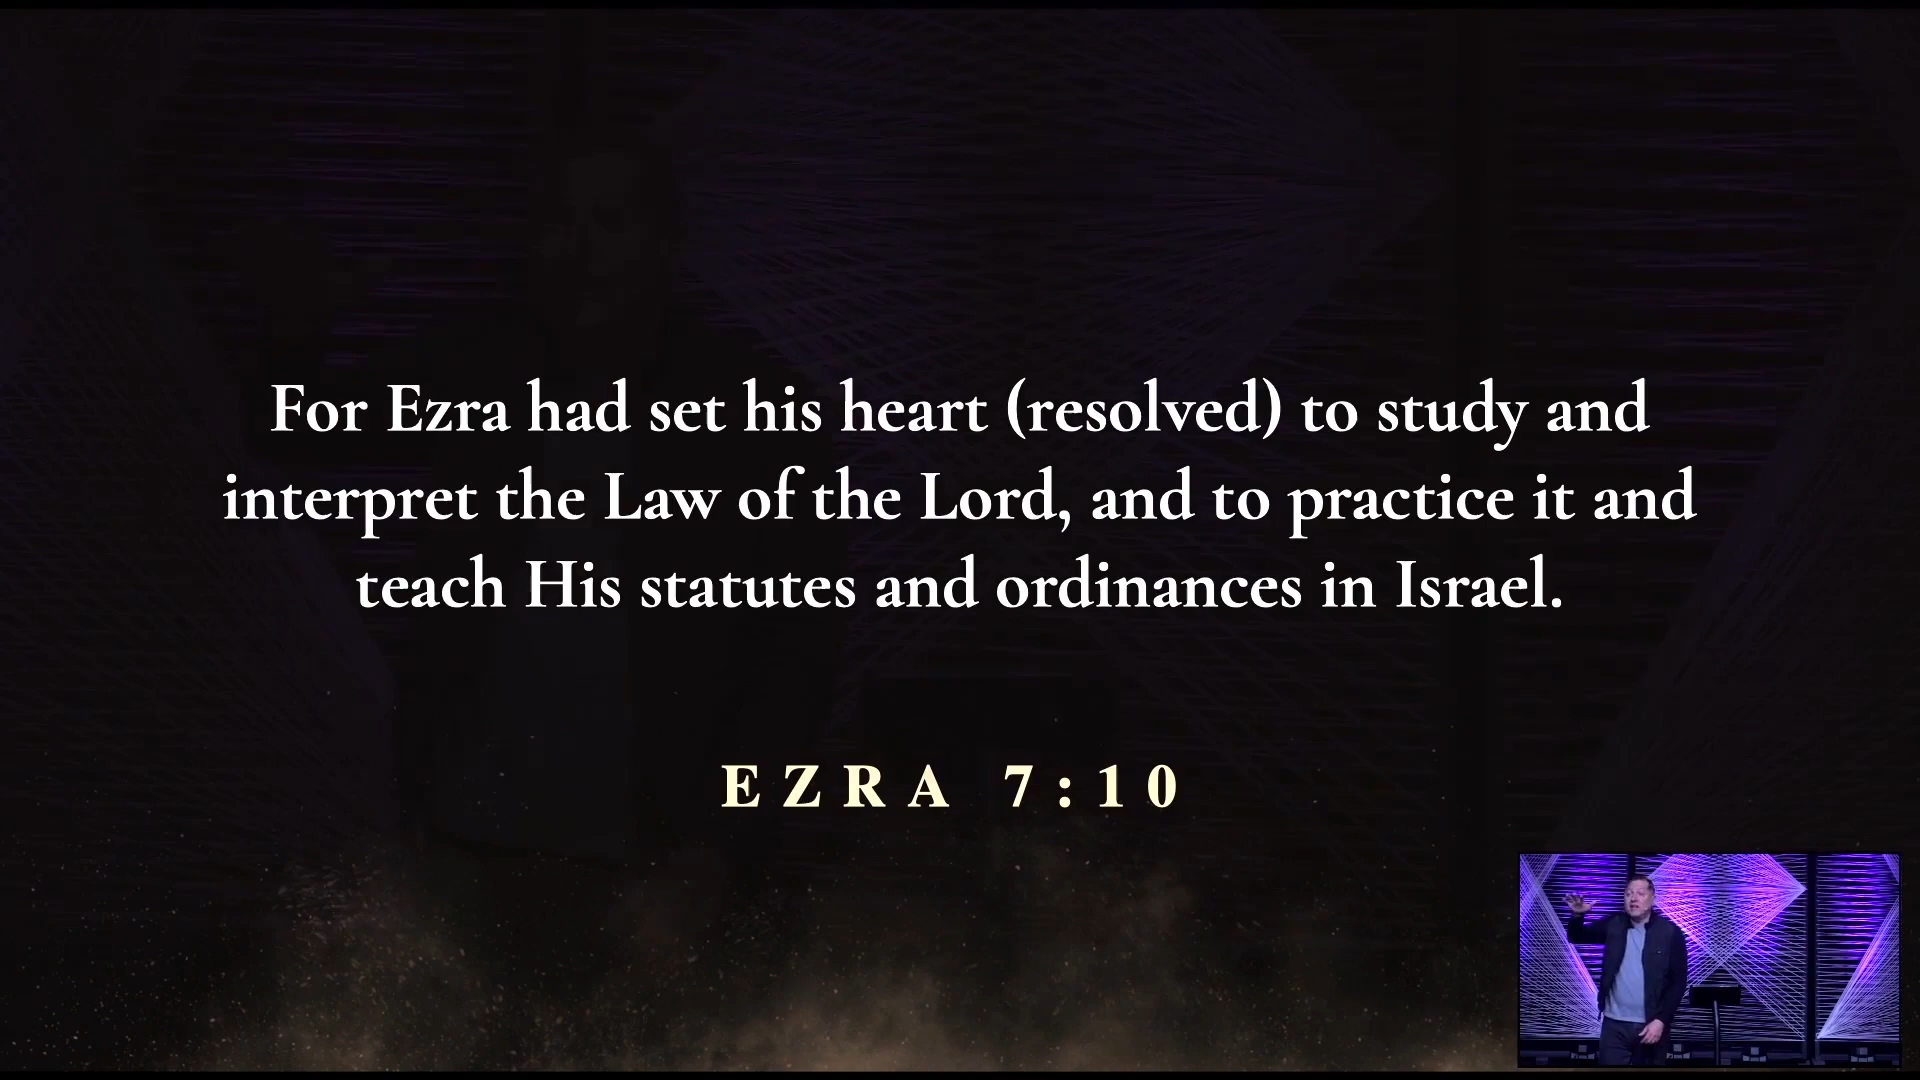 For Ezra had set his heart (resolved) to study and
interpret the Law of the Lord, and to practice it and
teach His statutes and ordinances in Israel.
EZRA 7:10